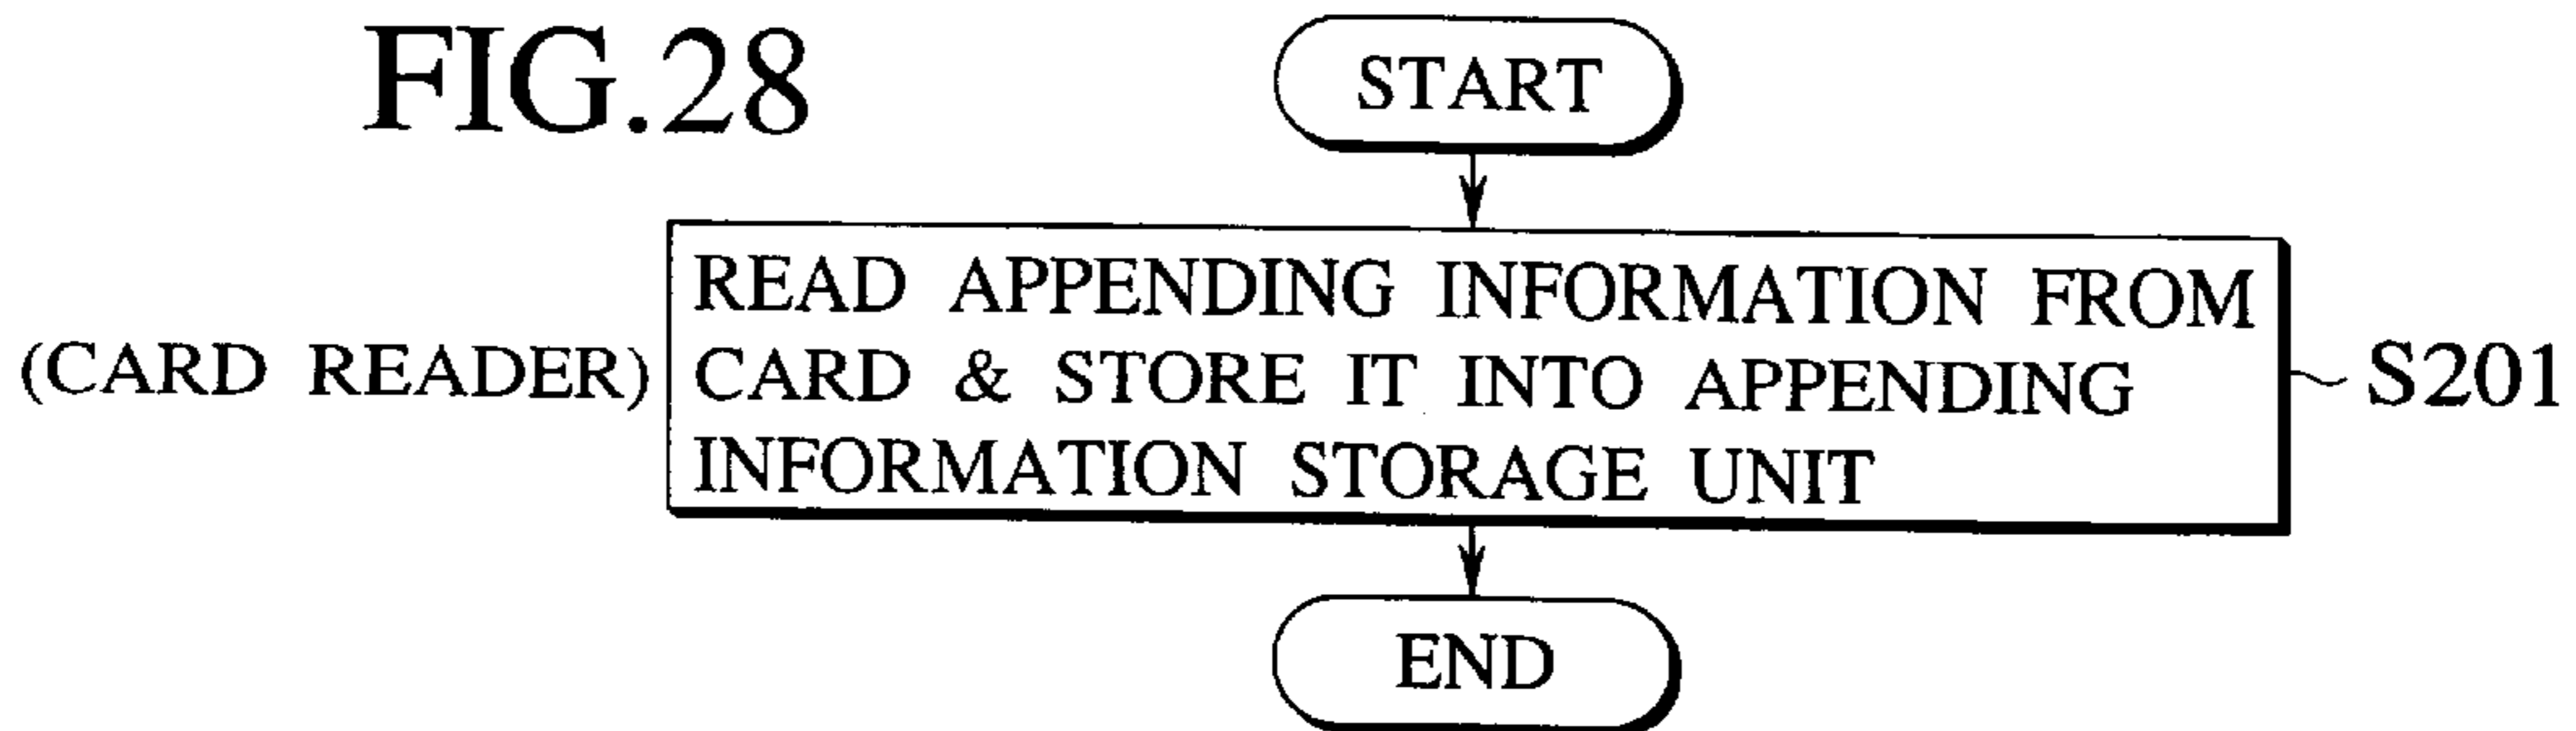 FIG.28
START
READ APPENDING INFORMATION FROM
(CARD READER) CARD & STORE IT INTO APPENDING S201
INFORMATION STORAGE UNIT
END